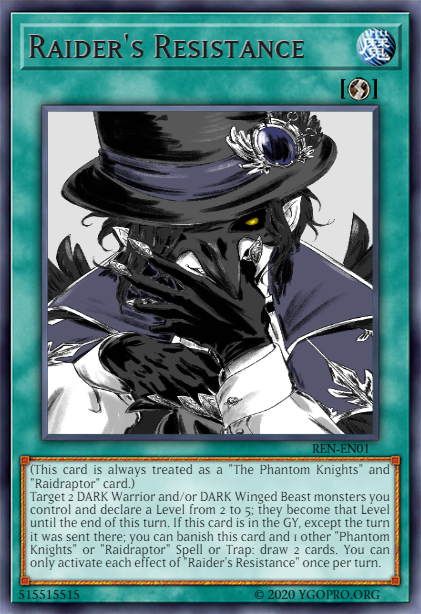 RAIDER'S RESISTANCE
魔
[ ]
REN-EN01
(This card is always treated as a "The Phantom Knights" and
"Raidraptor" card.)
Target 2 DARK Warrior and/or DARK Winged Beast monsters you
control and declare a Level from 2 to 5; they become that Level
until the end of this turn. If this card is in the GY, except the turn
it was sent there; you can banish this card and 1 other "Phantom
Knights" or "Raidraptor" Spell or Trap: draw 2 cards. You can
only activate each effect of "Raider's Resistance" once per turn.
515515515 © 2020 YGOPRO.ORG